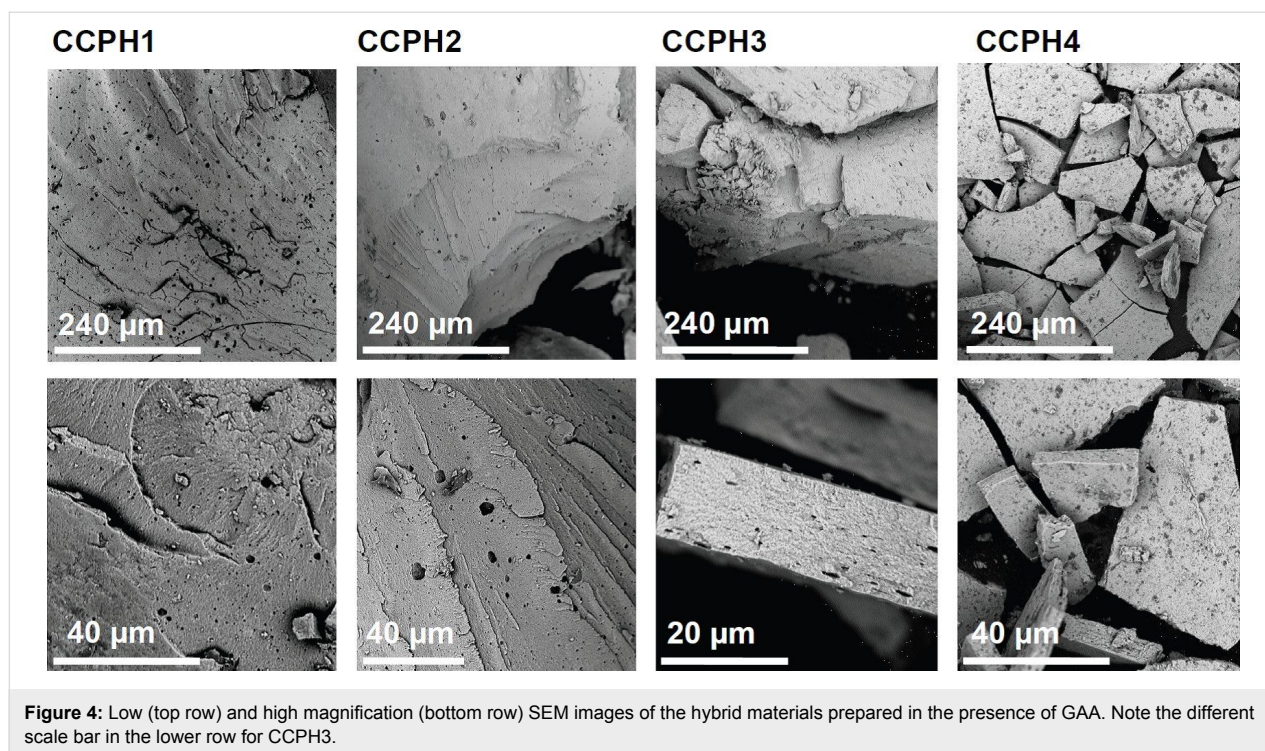 CCPH1 CCPH2 CCPH3 CCPH4
240 µm 240 µm 240 µm 240 µm
40 µm 40 µm 20 µm 40 µm
Figure 4: Low (top row) and high magnification (bottom row) SEM images of the hybrid materials prepared in the presence of GAA. Note the different
scale bar in the lower row for CCPH3.